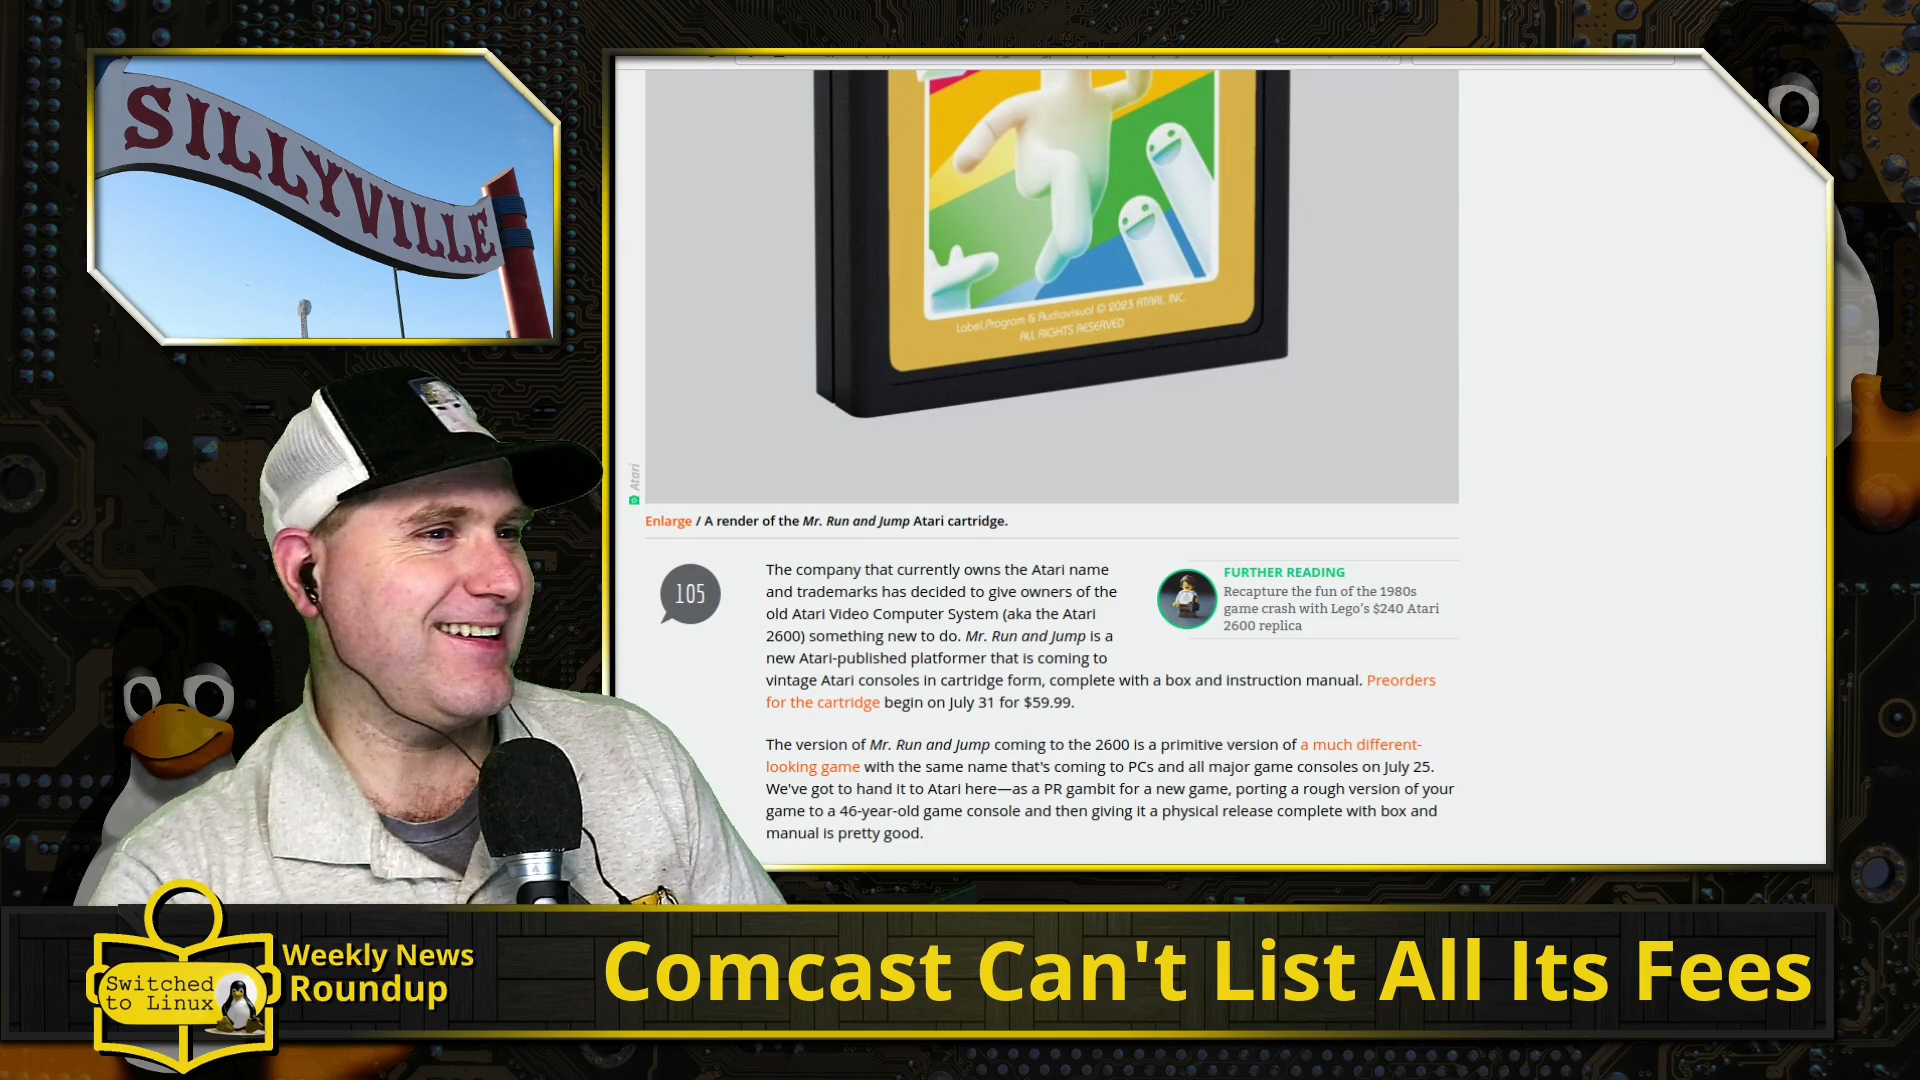 SILLYVILLE
Label, Program & Audiovisual © 2023 ATARI, INC.
ALL RIGHTS RESERVED
Atari
Enlarge / A render of the Mr. Run and Jump Atari cartridge.
105
The company that currently owns the Atari name
and trademarks has decided to give owners of the
old Atari Video Computer System (aka the Atari
2600) something new to do. Mr. Run and Jump is a
new Atari-published platformer that is coming to
vintage Atari consoles in cartridge form, complete with a box and instruction manual. Preorders
for the cartridge begin on July 31 for $59.99.
FURTHER READING
Recapture the fun of the 1980s
game crash with Lego's $240 Atari
2600 replica
The version of Mr. Run and Jump coming to the 2600 is a primitive version of a much different-
looking game with the same name that's coming to PCs and all major game consoles on July 25.
We've got to hand it to Atari here—as a PR gambit for a new game, porting a rough version of your
game to a 46-year-old game console and then giving it a physical release complete with box and
manual is pretty good.
Switched
to Linux
Weekly News
Roundup
Comcast Can't List All Its Fees